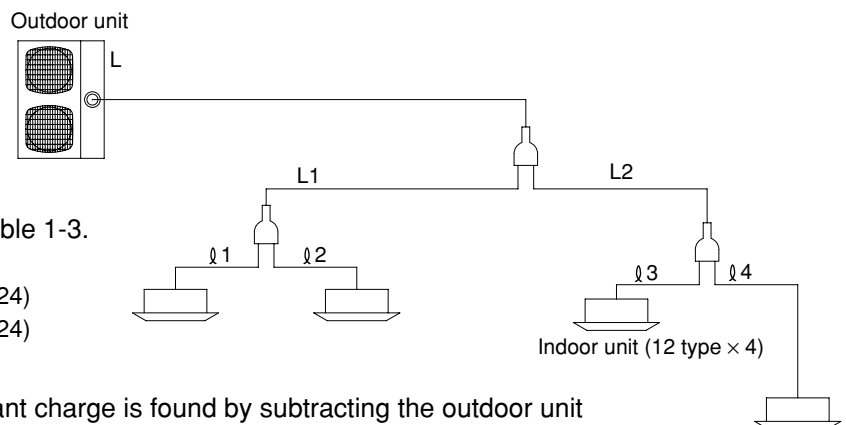 Outdoor unit
L
L1
L2
ble 1-3.
ℓ1
ℓ2
ℓ3
ℓ4
24)
24)
Indoor unit (12 type × 4)
ant charge is found by subtracting the outdoor unit